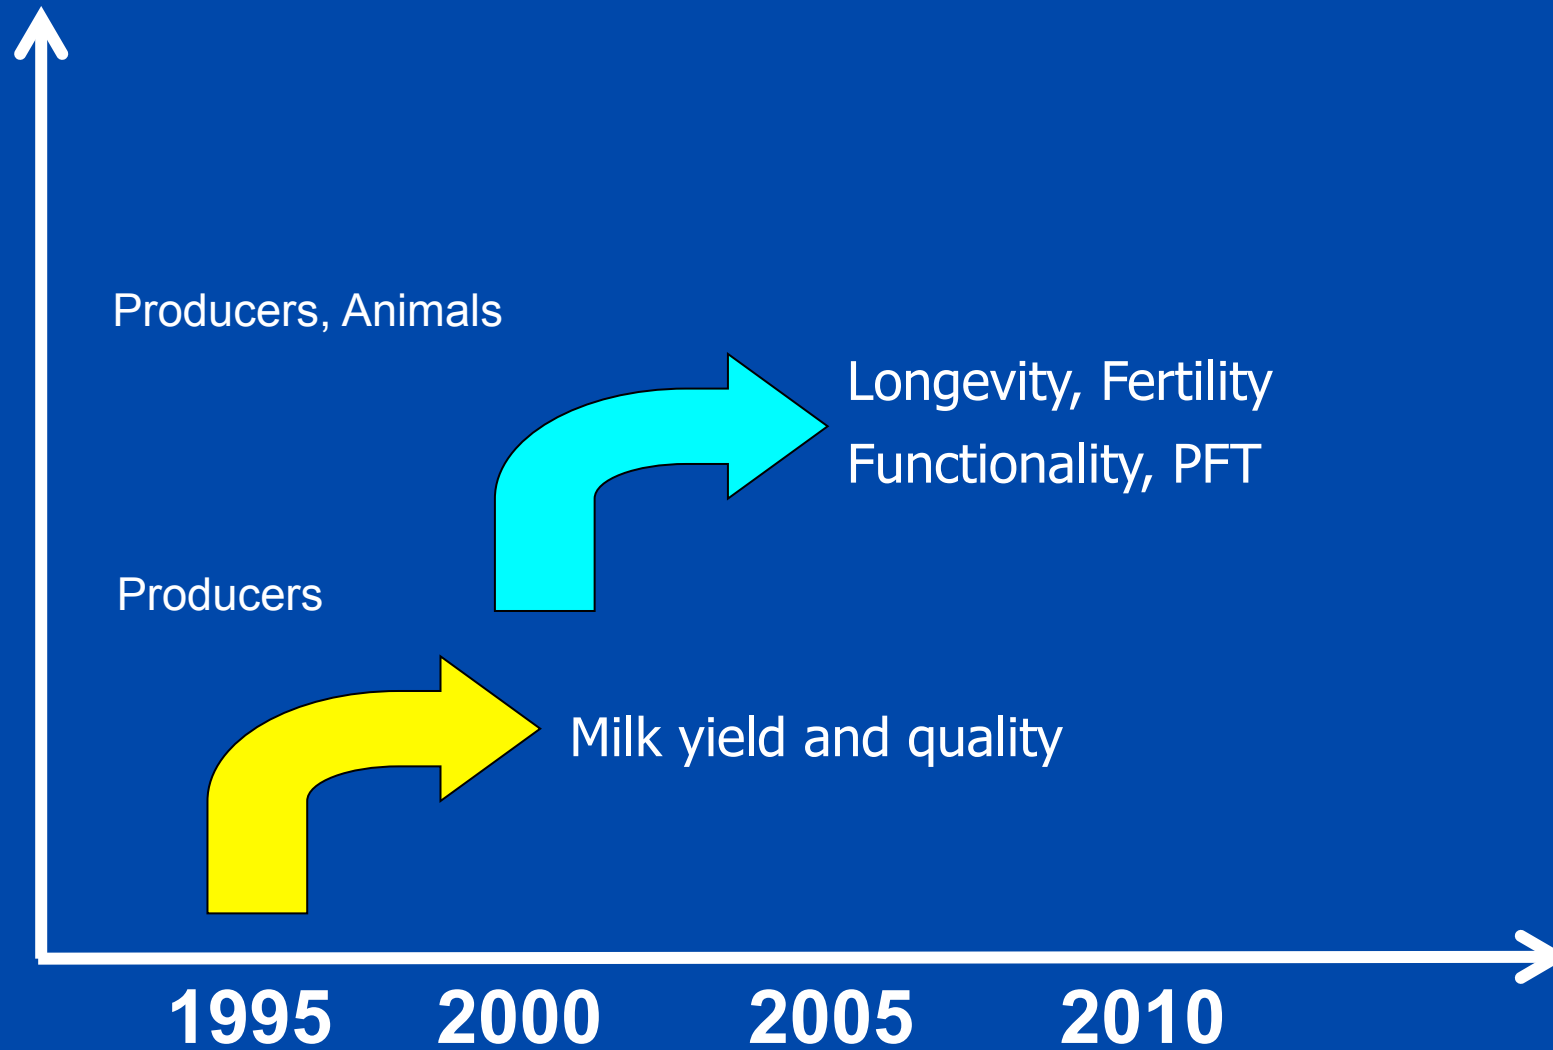 Producers, Animals
Longevity, Fertility
Functionality, PFT
Producers
Milk yield and quality
1995 2000 2005 2010